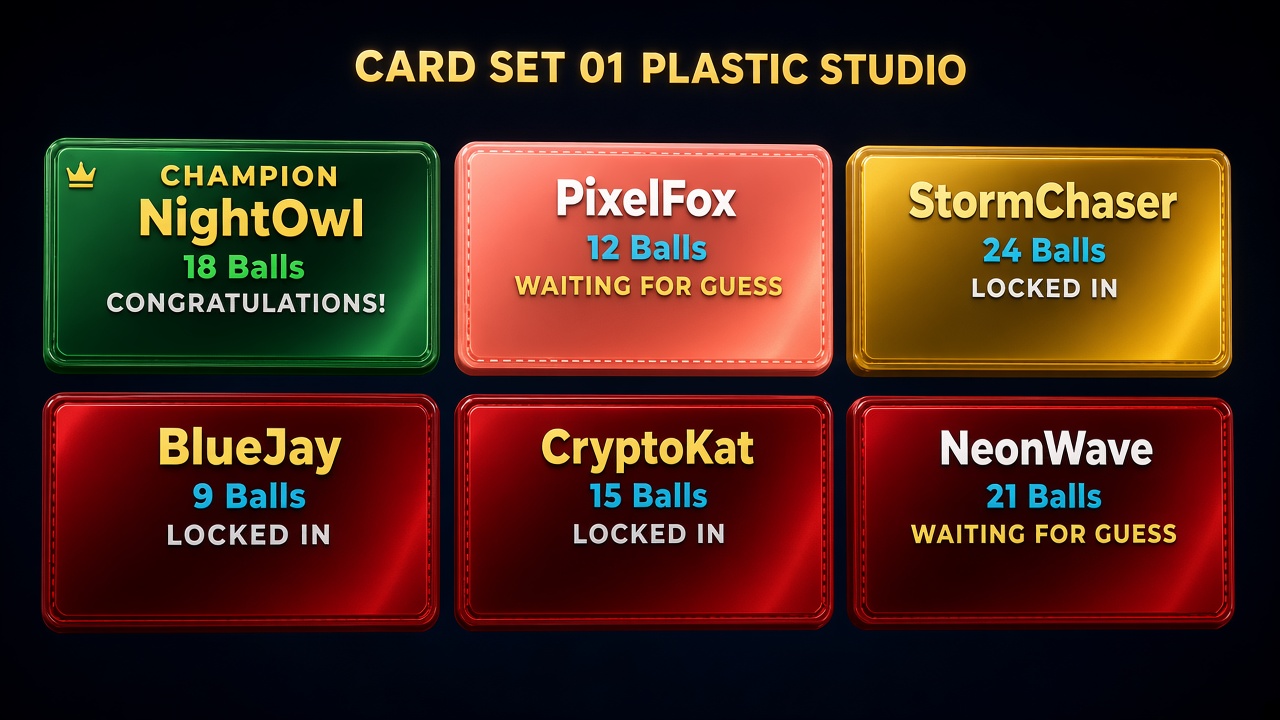 CARD SET 01 PLASTIC STUDIO
CHAMPION
NightOwl
18 Balls
CONGRATULATIONS!
PixelFox
12 Balls
WAITING FOR GUESS
StormChaser
24 Balls
LOCKED IN
BlueJay
9 Balls
LOCKED IN
CryptoKat
15 Balls
LOCKED IN
NeonWave
21 Balls
WAITING FOR GUESS